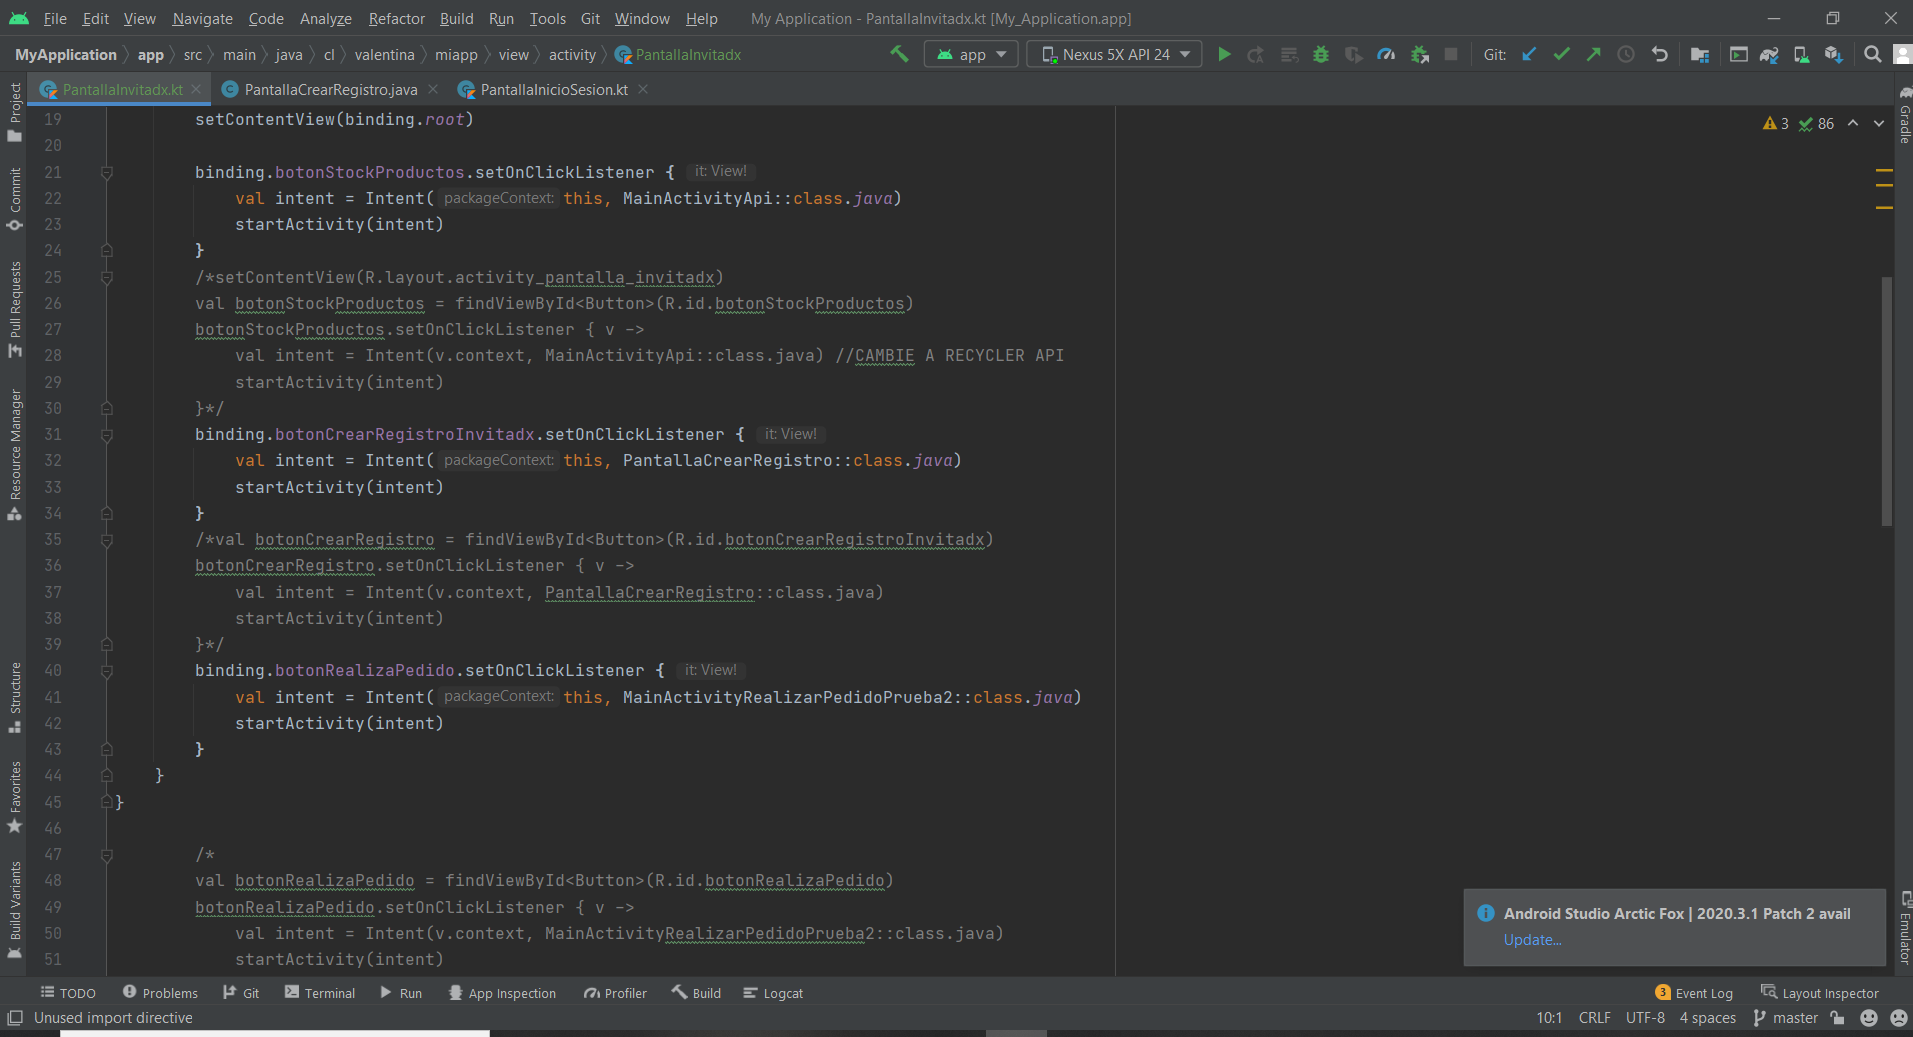 File Edit View Navigate Code Analyze Refactor Build Run Tools Git Window Help My Application - PantallaInvitadx.kt [My_Application.app]
MyApplication app src main java cl valentina miapp view activity PantallaInvitadx app Nexus 5X API 24 Git:
PantallaInvitadx.kt PantallaCrearRegistro.java PantallaInicioSesion.kt
Project
Commit
Pull Requests
Resource Manager
Structure
Favorites
Build Variants
19 setContentView(binding.root)
20
21 binding.botonStockProductos.setOnClickListener { it: View!
22 val intent = Intent( packageContext: this, MainActivityApi::class.java)
23 startActivity(intent)
24 }
25 /*setContentView(R.layout.activity_pantalla_invitadx)
26 val botonStockProductos = findViewById<Button>(R.id.botonStockProductos)
27 botonStockProductos.setOnClickListener { v ->
28 val intent = Intent(v.context, MainActivityApi::class.java) //CAMBIE A RECYCLER API
29 startActivity(intent)
30 }*/
31 binding.botonCrearRegistroInvitadx.setOnClickListener { it: View!
32 val intent = Intent( packageContext: this, PantallaCrearRegistro::class.java)
33 startActivity(intent)
34 }
35 /*val botonCrearRegistro = findViewById<Button>(R.id.botonCrearRegistroInvitadx)
36 botonCrearRegistro.setOnClickListener { v ->
37 val intent = Intent(v.context, PantallaCrearRegistro::class.java)
38 startActivity(intent)
39 }*/
40 binding.botonRealizaPedido.setOnClickListener { it: View!
41 val intent = Intent( packageContext: this, MainActivityRealizarPedidoPrueba2::class.java)
42 startActivity(intent)
43 }
44 }
45 }
46
47 /*
48 val botonRealizaPedido = findViewById<Button>(R.id.botonRealizaPedido)
49 botonRealizaPedido.setOnClickListener { v ->
50 val intent = Intent(v.context, MainActivityRealizarPedidoPrueba2::class.java)
51 startActivity(intent)
3 86
Gradle
Emulator
Android Studio Arctic Fox | 2020.3.1 Patch 2 avail
Update...
TODO Problems Git Terminal Run App Inspection Profiler Build Logcat 3 Event Log Layout Inspector
Unused import directive 10:1 CRLF UTF-8 4 spaces master